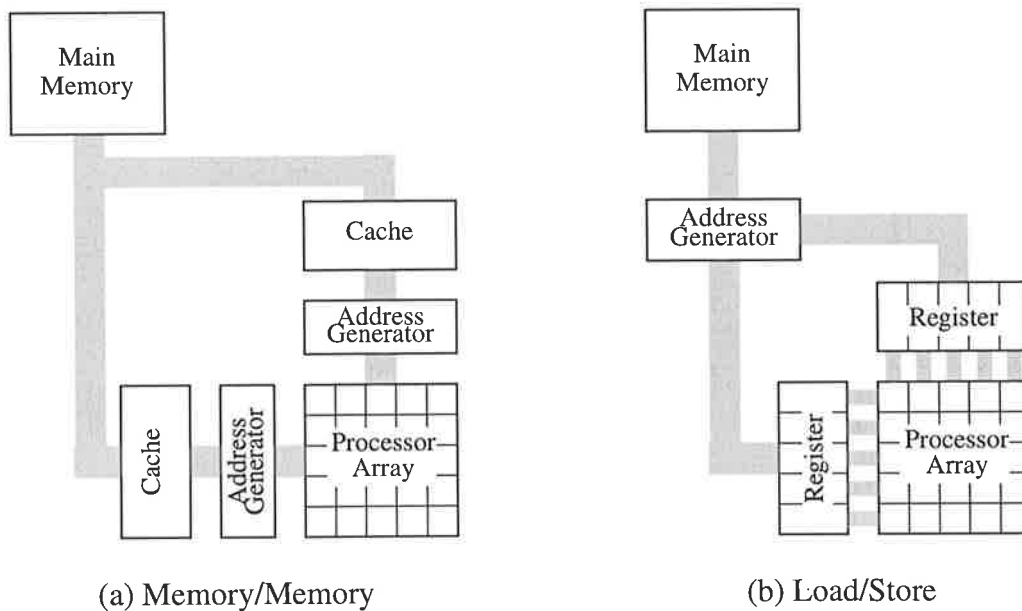 Main
Memory
Cache
Address
Generator
Cache
Address
Generator
Processor
Array
(a) Memory/Memory
Main
Memory
Address
Generator
Register
Register
Processor
Array
(b) Load/Store